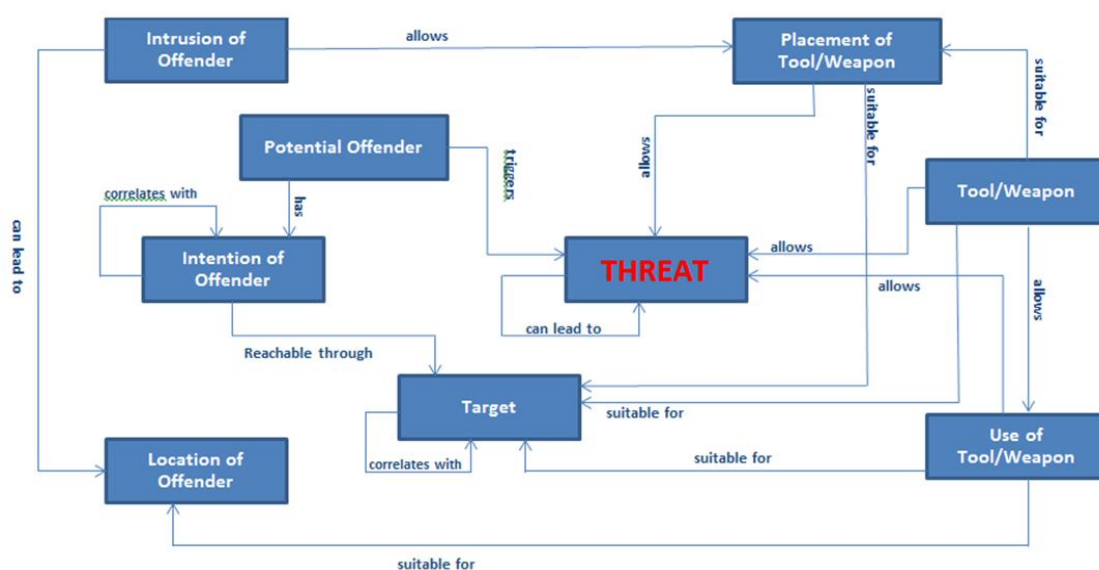 Intrusion of
Offender
allows
Placement of
Tool/Weapon
suitable for
suitable for
Potential Offender
triggers
allows
correlates with
has
Tool/Weapon
can lead to
Intention of
Offender
THREAT
allows
allows
allows
can lead to
Reachable through
Target
suitable for
Use of
Tool/Weapon
Location of
Offender
correlates with
suitable for
suitable for